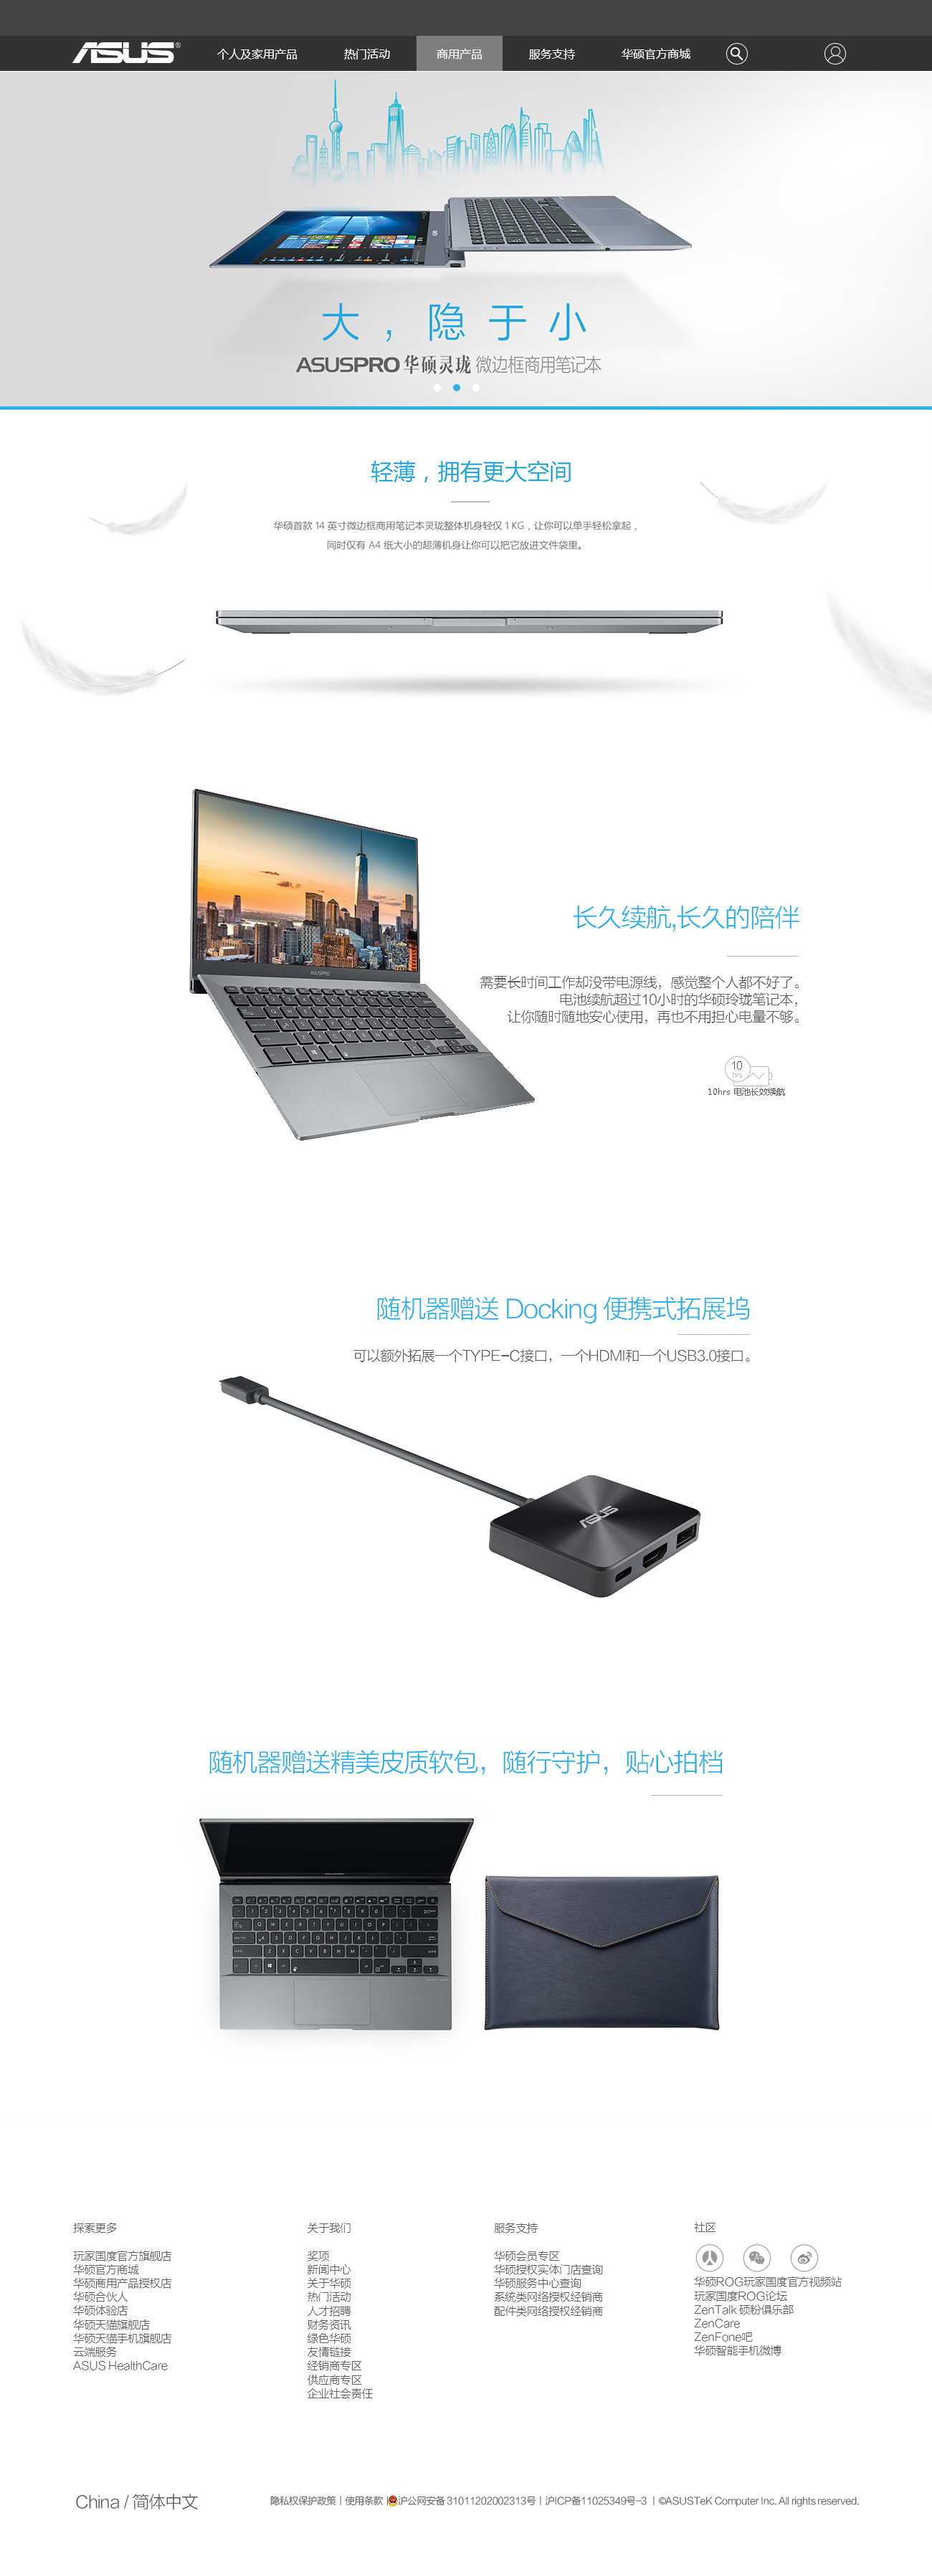 ASUS®
个人及家用产品
热门活动
商用产品
服务支持
华硕官方商城
大，隐于小
ASUSPRO 华硕灵珑 微边框商用笔记本
轻薄，拥有更大空间
华硕首款 14 英寸微边框商用笔记本灵珑整体机身轻仅 1 KG，让你可以单手轻松拿起，
同时仅有 A4 纸大小的超薄机身让你可以把它放进文件袋里。
ASUSPRO
长久续航,长久的陪伴
需要长时间工作却没带电源线，感觉整个人都不好了。
电池续航超过10小时的华硕玲珑笔记本，
让你随时随地安心使用，再也不用担心电量不够。
10
hrs
10hrs 电池长效续航
随机器赠送 Docking 便携式拓展坞
可以额外拓展一个TYPE-C接口，一个HDMI和一个USB3.0接口。
ASUS
随机器赠送精美皮质软包，随行守护，贴心拍档
探索更多
玩家国度官方旗舰店
华硕官方商城
华硕商用产品授权店
华硕合伙人
华硕体验店
华硕天猫旗舰店
华硕天猫手机旗舰店
云端服务
ASUS HealthCare
关于我们
奖项
新闻中心
关于华硕
热门活动
人才招聘
财务资讯
绿色华硕
友情链接
经销商专区
供应商专区
企业社会责任
服务支持
华硕会员专区
华硕授权实体门店查询
华硕服务中心查询
系统类网络授权经销商
配件类网络授权经销商
社区
华硕ROG玩家国度官方视频站
玩家国度ROG论坛
ZenTalk 硕粉俱乐部
ZenCare
ZenFone吧
华硕智能手机微博
China / 简体中文
隐私权保护政策 | 使用条款 | 沪公网安备 31011202002313号 | 沪ICP备11025349号-3 | ©ASUSTeK Computer Inc. All rights reserved.